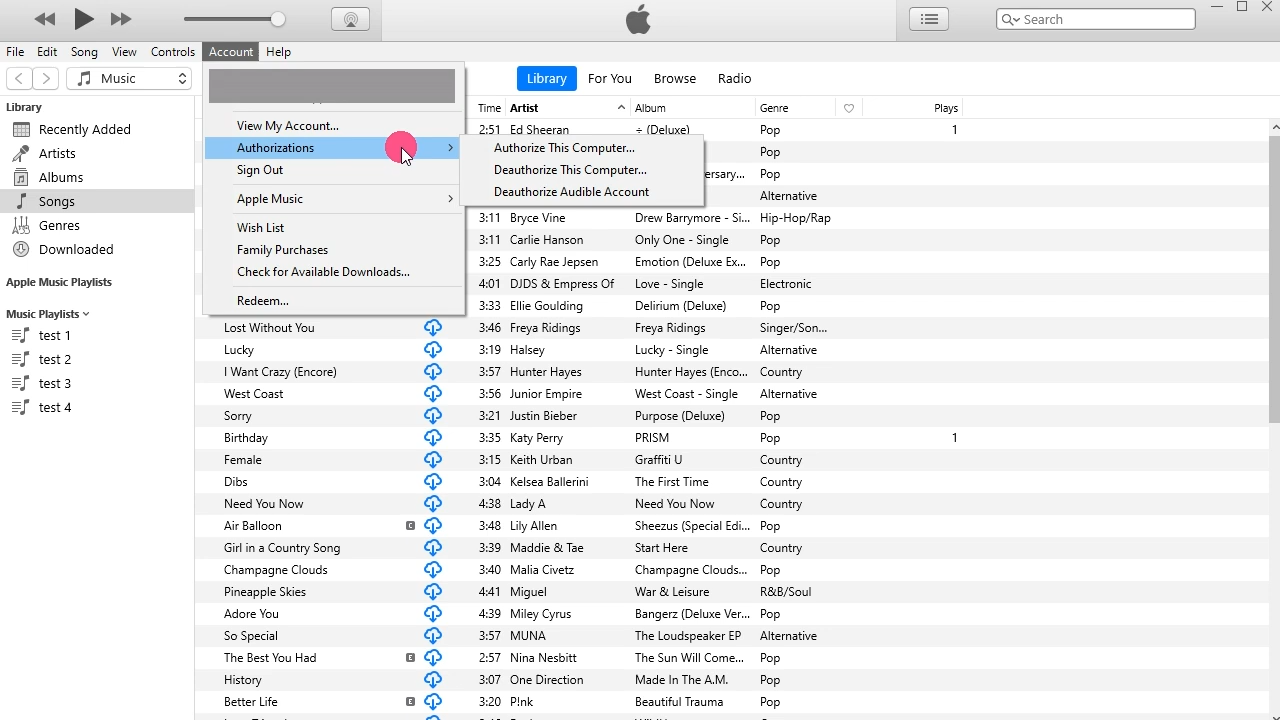 Search
File Edit Song View Controls Account Help
Music
Library For You Browse Radio
Library
Recently Added
Artists
Albums
Songs
Genres
Downloaded
Apple Music Playlists
Music Playlists
test 1
test 2
test 3
test 4
View My Account...
Authorizations
Sign Out
Apple Music
Wish List
Family Purchases
Check for Available Downloads...
Redeem...
Authorize This Computer...
Deauthorize This Computer...
Deauthorize Audible Account
Time Artist Album Genre Plays
2:51 Ed Sheeran ÷ (Deluxe) Pop 1
Pop
ersary... Pop
Alternative
3:11 Bryce Vine Drew Barrymore - Si... Hip-Hop/Rap
3:11 Carlie Hanson Only One - Single Pop
3:25 Carly Rae Jepsen Emotion (Deluxe Ex... Pop
4:01 DJDS & Empress Of Love - Single Electronic
3:33 Ellie Goulding Delirium (Deluxe) Pop
Lost Without You 3:46 Freya Ridings Freya Ridings Singer/Son...
Lucky 3:19 Halsey Lucky - Single Alternative
I Want Crazy (Encore) 3:57 Hunter Hayes Hunter Hayes (Enco... Country
West Coast 3:56 Junior Empire West Coast - Single Alternative
Sorry 3:21 Justin Bieber Purpose (Deluxe) Pop
Birthday 3:35 Katy Perry PRISM Pop 1
Female 3:15 Keith Urban Graffiti U Country
Dibs 3:04 Kelsea Ballerini The First Time Country
Need You Now 4:38 Lady A Need You Now Country
Air Balloon C 3:48 Lily Allen Sheezus (Special Edi... Pop
Girl in a Country Song 3:39 Maddie & Tae Start Here Country
Champagne Clouds 3:40 Malia Civetz Champagne Clouds... Pop
Pineapple Skies 4:41 Miguel War & Leisure R&B/Soul
Adore You 4:39 Miley Cyrus Bangerz (Deluxe Ver... Pop
So Special 3:57 MUNA The Loudspeaker EP Alternative
The Best You Had E 2:57 Nina Nesbitt The Sun Will Come... Pop
History 3:07 One Direction Made In The A.M. Pop
Better Life E 3:20 P!nk Beautiful Trauma Pop